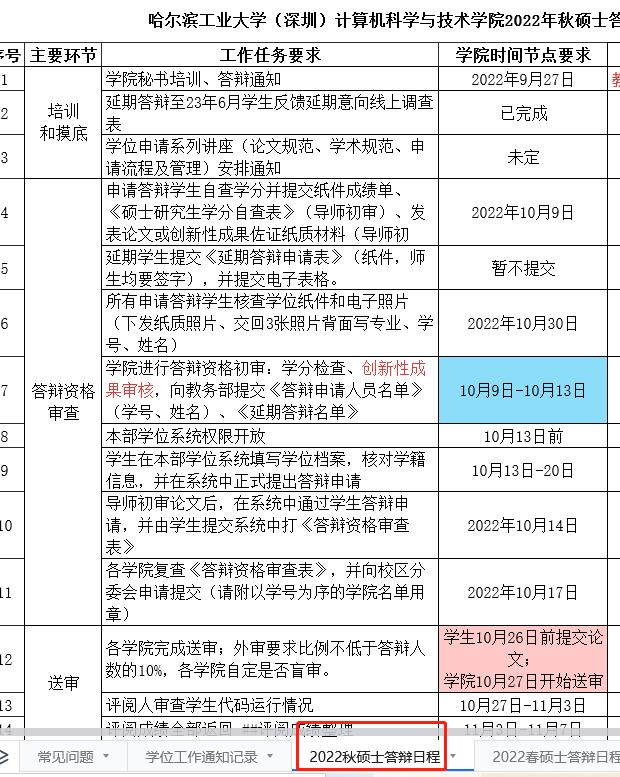 哈尔滨工业大学（深圳）计算机科学与技术学院2022年秋硕士答
序号 主要环节 工作任务要求 学院时间节点要求
1 学院秘书培训、答辩通知 2022年9月27日
培训
和摸底
2 延期答辩至23年6月学生反馈延期意向线上调查
表 已完成
3 学位申请系列讲座（论文规范、学术规范、申
请流程及管理）安排通知 未定
答辩资格
审查
4 申请答辩学生自查学分并提交纸件成绩单、
《硕士研究生学分自查表》（导师初审）、发
表论文或创新性成果佐证纸质材料（导师初 2022年10月9日
5 延期学生提交《延期答辩申请表》（纸件，师
生均要签字），并提交电子表格。 暂不提交
6 所有申请答辩学生核查学位纸件和电子照片
（下发纸质照片、交回3张照片背面写专业、学
号、姓名） 2022年10月30日
7 学院进行答辩资格初审：学分检查、创新性成
果审核，向教务部提交《答辩申请人员名单》
（学号、姓名）、《延期答辩名单》 10月9日-10月13日
8 本部学位系统权限开放 10月13日前
9 学生在本部学位系统填写学位档案，核对学籍
信息，并在系统中正式提出答辩申请 10月13日-20日
10 导师初审论文后，在系统中通过学生答辩申
请，并由学生提交系统中打《答辩资格审查
表》 2022年10月14日
11 各学院复查《答辩资格审查表》，并向校区分
委会申请提交（请附以学号为序的学院名单用
章） 2022年10月17日
送审
12 各学院完成送审；外审要求比例不低于答辩人
数的10%，各学院自定是否盲审。 学生10月26日前提交论
文；
学院10月27日开始送审
13 评阅人审查学生代码运行情况 10月27日-11月3日
14 评阅成绩全部返回，##评阅成绩整理 11月3日-11月7日
常见问题 学位工作通知记录 2022秋硕士答辩日程 2022春硕士答辩日程